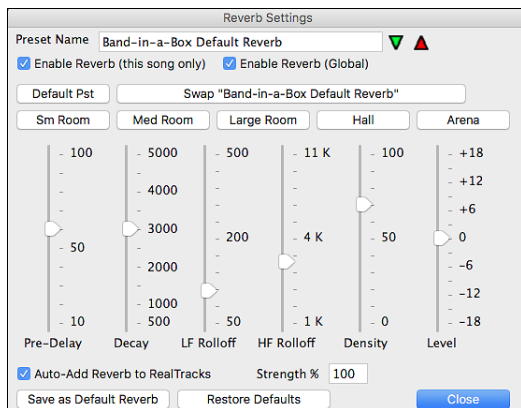 Reverb Settings
Preset Name Band-in-a-Box Default Reverb
Enable Reverb (this song only) Enable Reverb (Global)
Default Pst Swap "Band-in-a-Box Default Reverb"
Sm Room Med Room Large Room Hall Arena
100 5000 500 11 K 100 +18
4000 +12
+6
3000 200 4 K 50 0
50
2000 -6
1000 -12
10 500 50 1 K 0 -18
Pre-Delay Decay LF Rolloff HF Rolloff Density Level
Auto-Add Reverb to RealTracks Strength % 100
Save as Default Reverb Restore Defaults Close